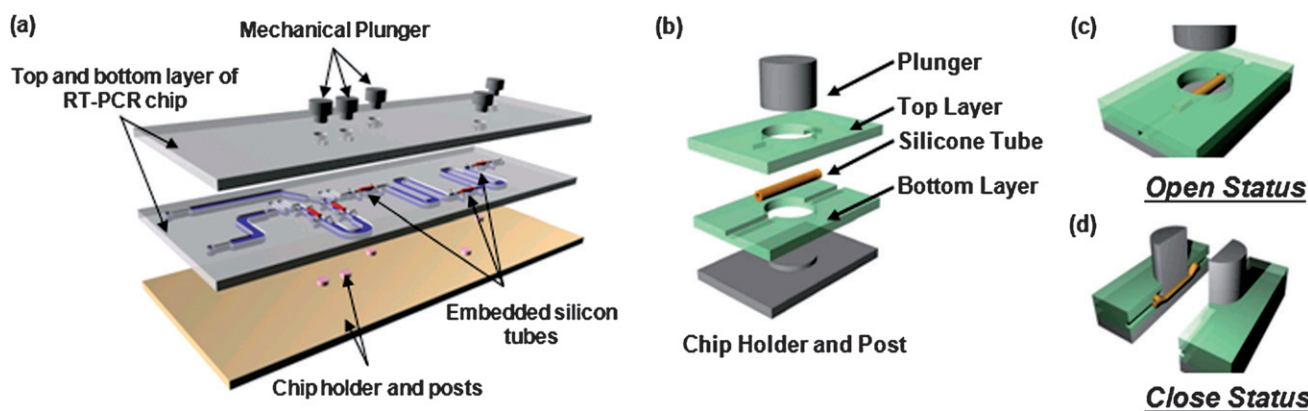 (a)
Mechanical Plunger
Top and bottom layer of
RT-PCR chip
Embedded silicon
tubes
Chip holder and posts
(b)
Plunger
Top Layer
Silicone Tube
Bottom Layer
Chip Holder and Post
(c)
Open Status
(d)
Close Status